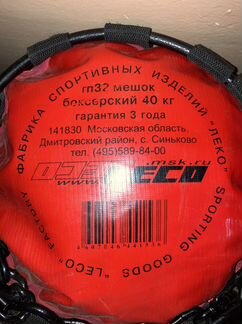 ФАБРИКА СПОРТИВНЫХ ИЗДЕЛИЙ "ЛЕКО"
SPORTING GOODS "LECO" FACTORY
гп32 мешок
боксерский 40 кг
гарантия 3 года
141830 Московская область,
Дмитровский район, с. Синьково
тел. (495)589-84-00
.msk.ru
www.
LECO